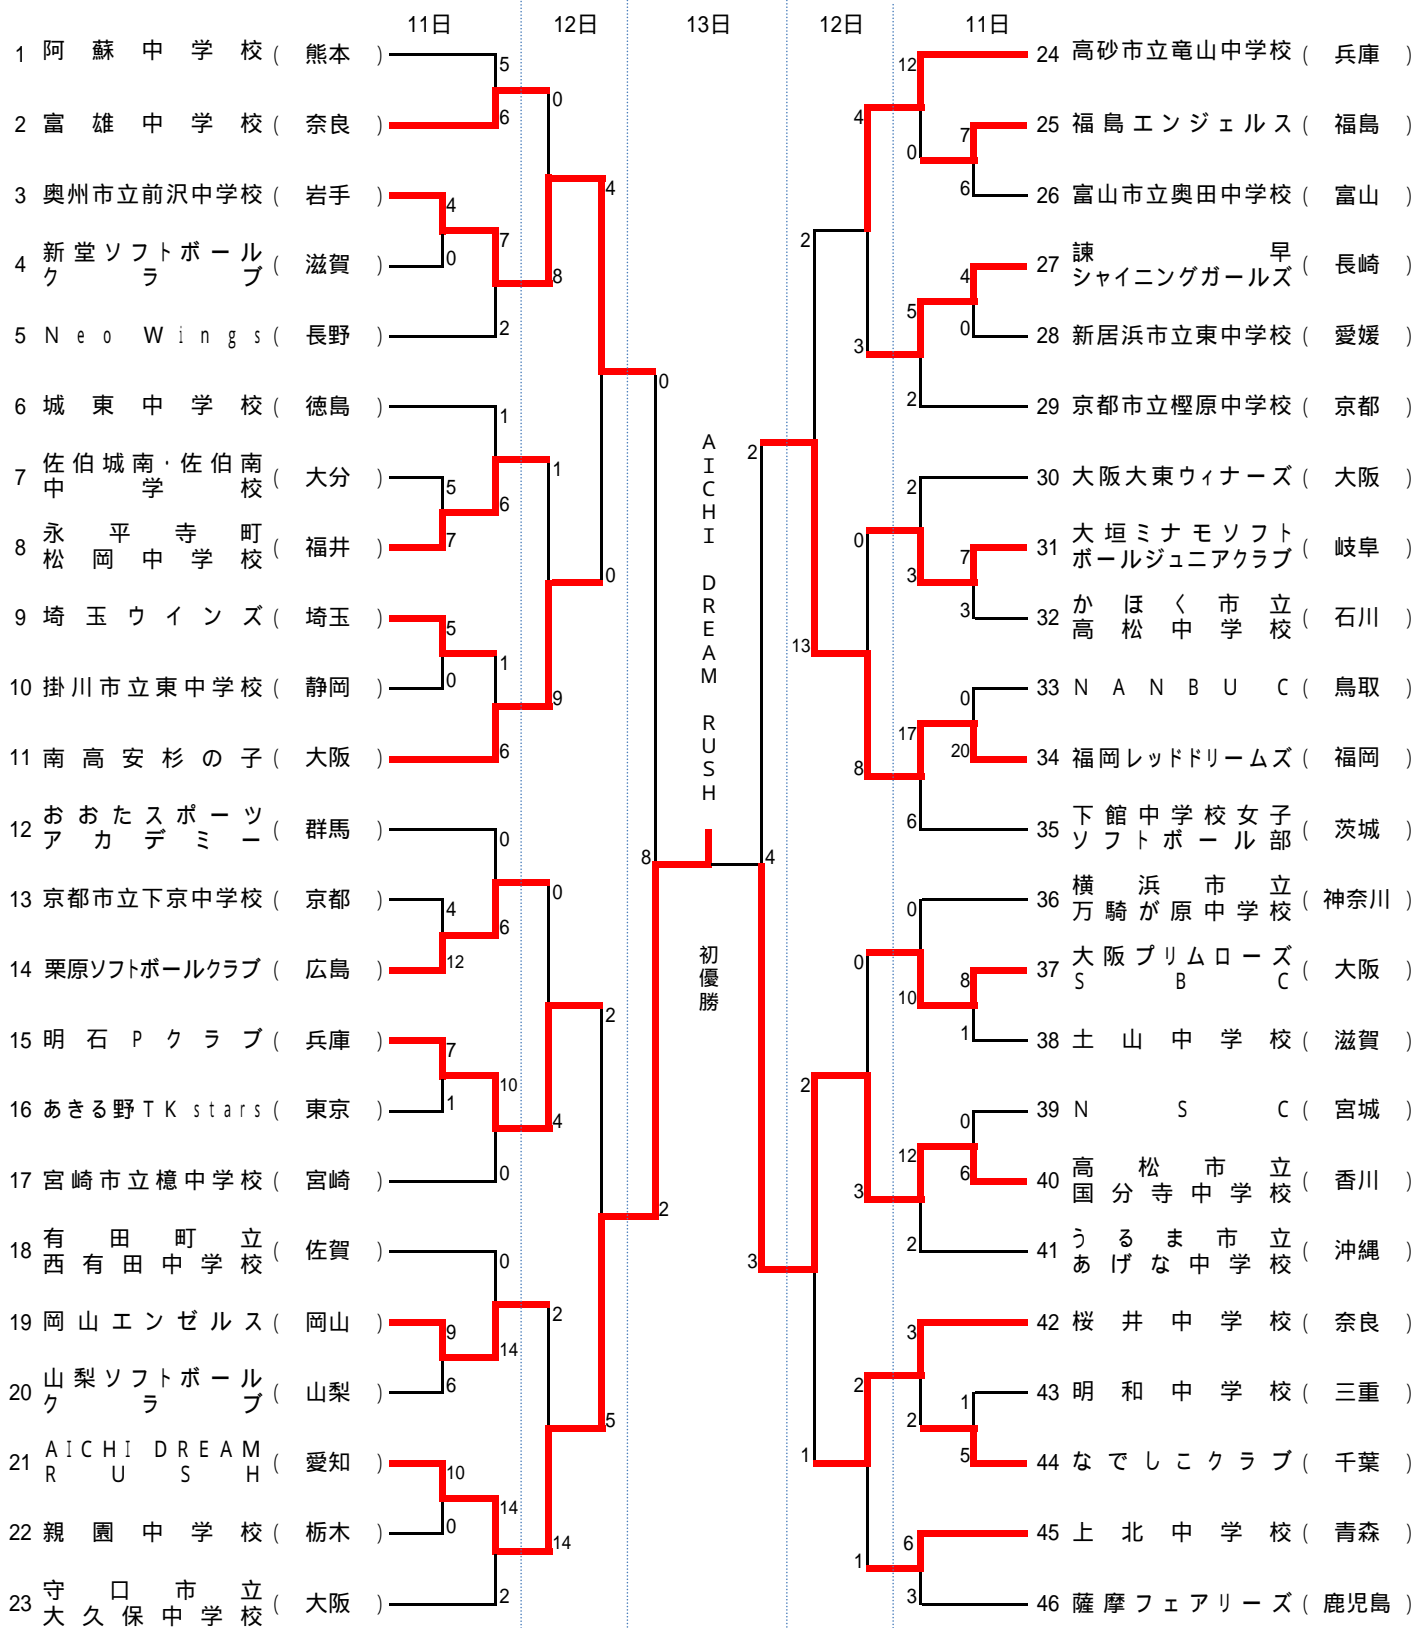 11日 12日 13日 12日 11日
1 阿蘇中学校 ( 熊本 )
2 富雄中学校 ( 奈良 )
3 奥州市立前沢中学校 ( 岩手 )
4 新堂ソフトボール
クラブ ( 滋賀 )
5 Neo Wings ( 長野 )
6 城東中学校 ( 徳島 )
7 佐伯城南・佐伯南
中学校 ( 大分 )
8 永平寺町
松岡中学校 ( 福井 )
9 埼玉ウインズ ( 埼玉 )
10 掛川市立東中学校 ( 静岡 )
11 南高安杉の子 ( 大阪 )
12 おおたスポーツ
アカデミー ( 群馬 )
13 京都市立下京中学校 ( 京都 )
14 栗原ソフトボールクラブ ( 広島 )
15 明石Pクラブ ( 兵庫 )
16 あきる野TK stars ( 東京 )
17 宮崎市立檍中学校 ( 宮崎 )
18 有田町立
西有田中学校 ( 佐賀 )
19 岡山エンゼルス ( 岡山 )
20 山梨ソフトボール
クラブ ( 山梨 )
21 AICHI DREAM
RUSH ( 愛知 )
22 親園中学校 ( 栃木 )
23 守口市立
大久保中学校 ( 大阪 )
5
6
4
0
7
2
0
8
4
1
5
7
6
5
0
1
6
1
9
0
0
0
4
12
6
7
1
10
0
0
4
2
0
9
6
14
10
0
14
2
2
14
5
2
8
AICHI DREAM RUSH
初優勝
4
2
3
2
13
4
3
12
0
7
6
5
4
0
2
0
8
2
3
7
3
17
0
20
6
2
1
0
3
0
10
8
1
12
0
6
2
2
1
3
2
1
5
6
3
24 高砂市立竜山中学校 ( 兵庫 )
25 福島エンジェルス ( 福島 )
26 富山市立奥田中学校 ( 富山 )
27 諫早
シャイニングガールズ ( 長崎 )
28 新居浜市立東中学校 ( 愛媛 )
29 京都市立樫原中学校 ( 京都 )
30 大阪大東ウィナーズ ( 大阪 )
31 大垣ミナモソフト
ボールジュニアクラブ ( 岐阜 )
32 かほく市立
高松中学校 ( 石川 )
33 NANBU C ( 鳥取 )
34 福岡レッドドリームズ ( 福岡 )
35 下館中学校女子
ソフトボール部 ( 茨城 )
36 横浜市立
万騎が原中学校 ( 神奈川 )
37 大阪プリムローズ
SBC ( 大阪 )
38 土山中学校 ( 滋賀 )
39 NSC ( 宮城 )
40 高松市立
国分寺中学校 ( 香川 )
41 うるま市立
あげな中学校 ( 沖縄 )
42 桜井中学校 ( 奈良 )
43 明和中学校 ( 三重 )
44 なでしこクラブ ( 千葉 )
45 上北中学校 ( 青森 )
46 薩摩フェアリーズ ( 鹿児島 )